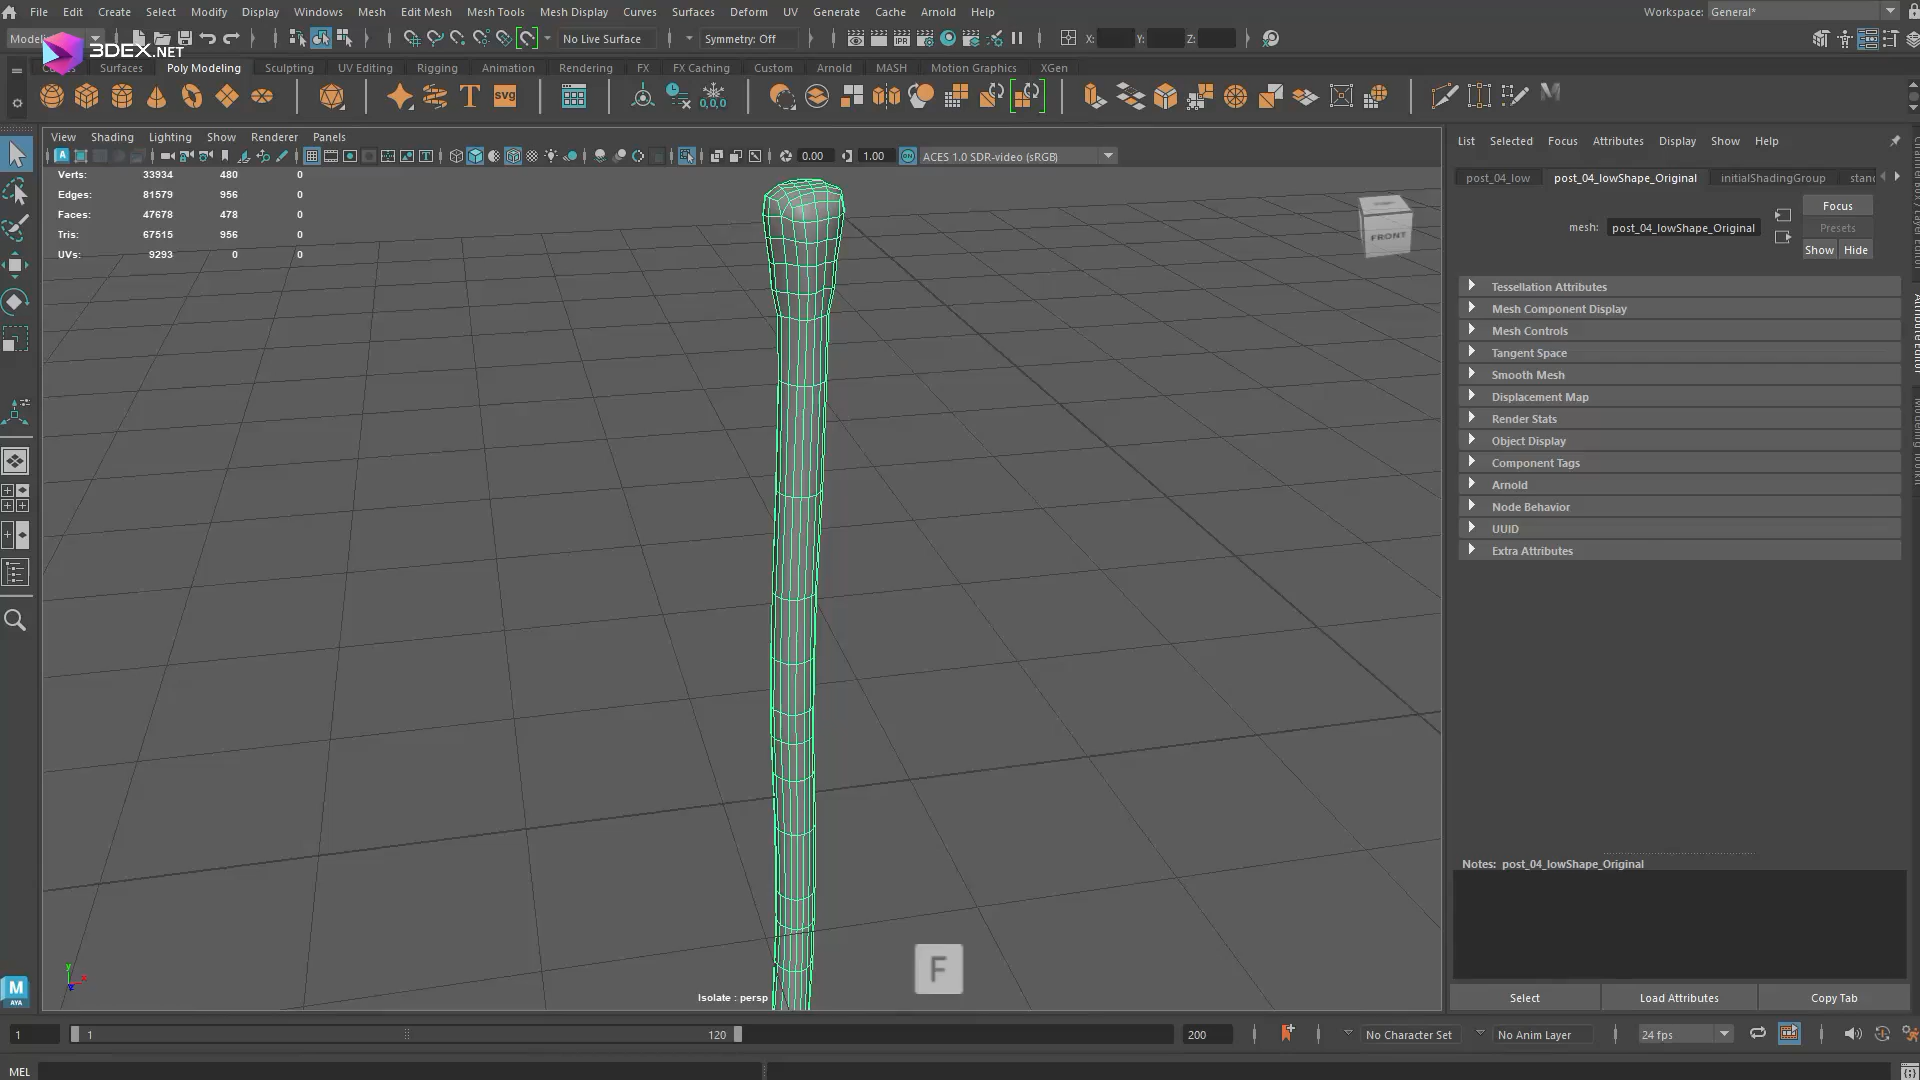 File Edit Create Select Modify Display Windows Mesh Edit Mesh Mesh Tools Mesh Display Curves Surfaces Deform UV Generate Cache Arnold Help Workspace: General*
3DEX.NET No Live Surface Symmetry: Off X: Y: Z:
Surfaces Poly Modeling Sculpting UV Editing Rigging Animation Rendering FX FX Caching Custom Arnold MASH Motion Graphics XGen
T svg 0,0,0 M
View Shading Lighting Show Renderer Panels
0.00 1.00 ACES 1.0 SDR-video (sRGB)
Verts: 33934 480 0
Edges: 81579 956 0
Faces: 47678 478 0
Tris: 67515 956 0
UVs: 9293 0 0
FRONT
List Selected Focus Attributes Display Show Help
post_04_low post_04_lowShape_Original initialShadingGroup stand
mesh: post_04_lowShape_Original
Focus
Presets
Show Hide
Tessellation Attributes
Mesh Component Display
Mesh Controls
Tangent Space
Smooth Mesh
Displacement Map
Render Stats
Object Display
Component Tags
Arnold
Node Behavior
UUID
Extra Attributes
Notes: post_04_lowShape_Original
Select Load Attributes Copy Tab
F
Isolate : persp
M
AYA
1 1 120 200 No Character Set No Anim Layer 24 fps
MEL